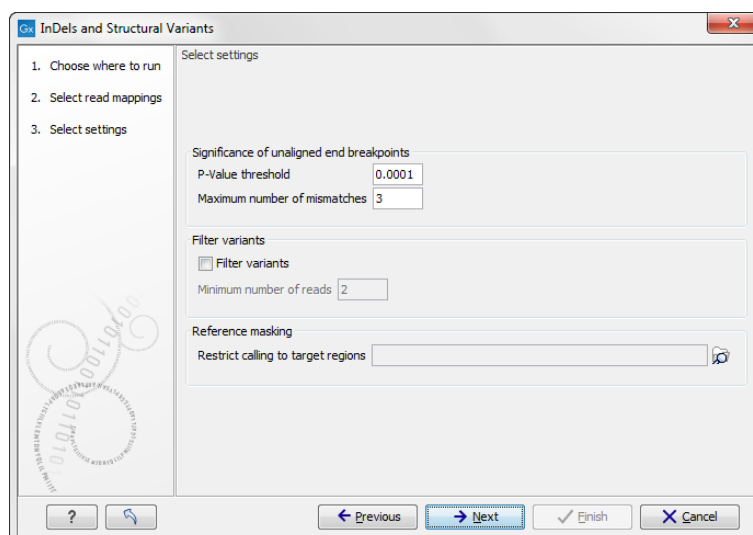 Gx InDels and Structural Variants
X
1. Choose where to run
2. Select read mappings
3. Select settings
Select settings
Significance of unaligned end breakpoints
P-Value threshold 0.0001
Maximum number of mismatches 3
Filter variants
Filter variants
Minimum number of reads 2
Reference masking
Restrict calling to target regions
? Previous Next Finish Cancel